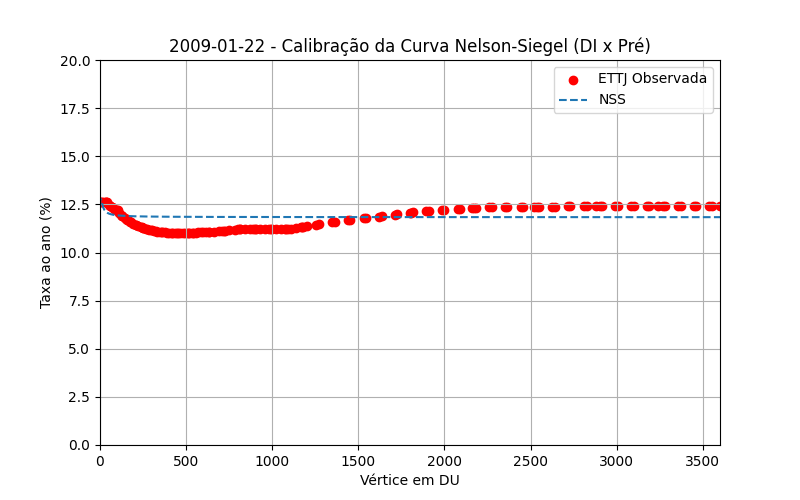 2009-01-22 - Calibração da Curva Nelson-Siegel (DI x Pré)
20.0
17.5
15.0
12.5
10.0
7.5
5.0
2.5
0.0
Taxa ao ano (%)
ETTJ Observada
NSS
0 500 1000 1500 2000 2500 3000 3500
Vértice em DU